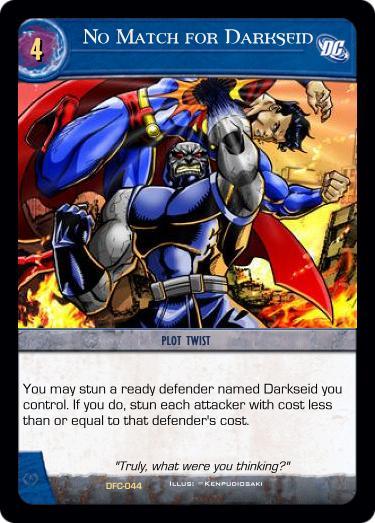 4
No Match for Darkseid
DC
PLOT TWIST
You may stun a ready defender named Darkseid you
control. If you do, stun each attacker with cost less
than or equal to that defender's cost.
"Truly, what were you thinking?"
DFC-044 Illus: -Kenpudiosaki